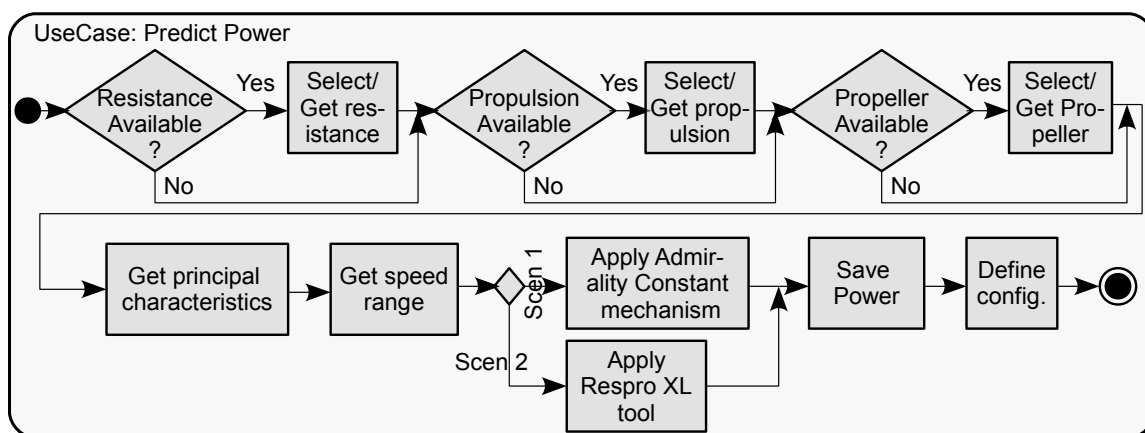 UseCase: Predict Power
Resistance
Available
?
Yes
No
Select/
Get res-
istance
Propulsion
Available
?
Yes
No
Select/
Get prop-
ulsion
Propeller
Available
?
Yes
No
Select/
Get Pro-
peller
Get principal
characteristics
Get speed
range
Scen 1
Scen 2
Apply Admir-
ality Constant
mechanism
Apply
Respro XL
tool
Save
Power
Define
config.